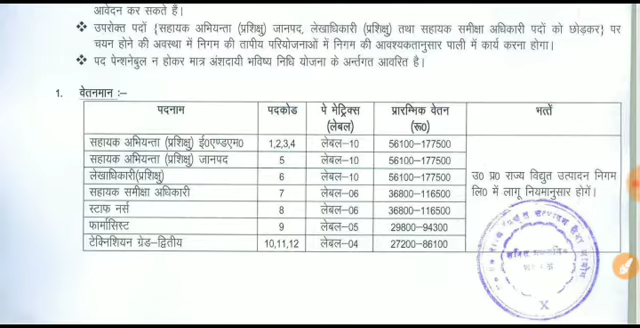 आवेदन कर सकते हैं।
❖ उपरोक्त पदों {सहायक अभियन्ता (प्रशिक्षु) जानपद, लेखाधिकारी (प्रशिक्षु) तथा सहायक समीक्षा अधिकारी पदों को छोड़कर} पर
चयन होने की अवस्था में निगम की तापीय परियोजनाओं में निगम की आवश्यकतानुसार पाली में कार्य करना होगा।
❖ पद पेन्शनेबुल न होकर मात्र अंशदायी भविष्य निधि योजना के अर्न्तगत आवरित है।
1. वेतनमान :–
पदनाम पदकोड पे मैट्रिक्स (लेबल) प्रारम्भिक वेतन (रू0) भत्तें
सहायक अभियन्ता (प्रशिक्षु) ई0एण्डएम0 1,2,3,4 लेबल–10 56100–177500
सहायक अभियन्ता (प्रशिक्षु) जानपद 5 लेबल–10 56100–177500
लेखाधिकारी(प्रशिक्षु) 6 लेबल–10 56100–177500
सहायक समीक्षा अधिकारी 7 लेबल–06 36800–116500
स्टाफ नर्स 8 लेबल–06 36800–116500
फार्मासिस्ट 9 लेबल–05 29800–94300
टेक्निशियन ग्रेड–द्वितीय 10,11,12 लेबल–04 27200–86100
उ0 प्र0 राज्य विद्युत उत्पादन निगम
लि0 में लागू नियमानुसार होगें।